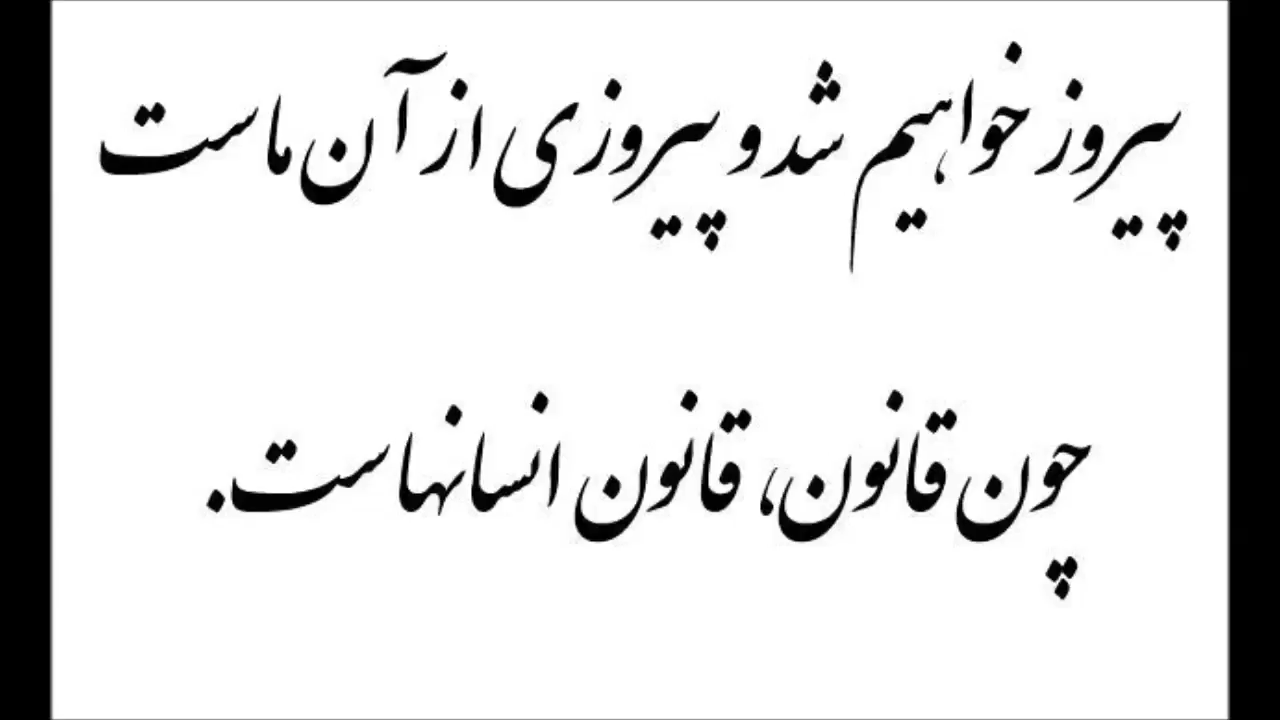 پیروز خواهیم شد و پیروزی از آن ماست
چون قانون، قانون انسانهاست.